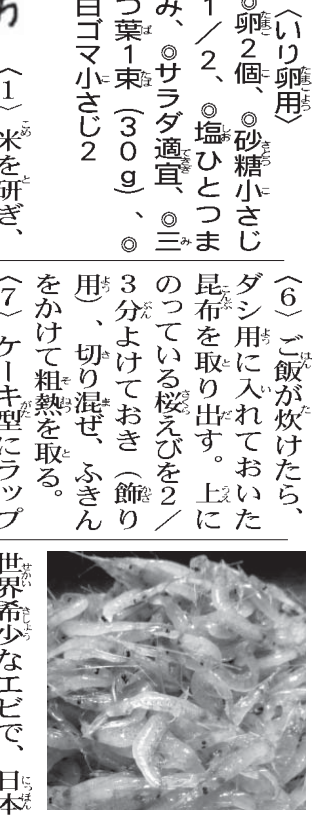 〈いり卵用〉
◎卵2個、◎砂糖小さじ
1/2、◎塩ひとつま
み、◎サラダ適宜、◎三
つ葉1束(30g)、◎
白ゴマ小さじ2
〈1〉米を研ぎ、
〈6〉ご飯が炊けたら、
ダシ用に入れておいた
昆布を取り出す。上に
のっている桜えびを2/
3分よけておき(飾り
用)、切り混ぜ、ふきん
をかけて粗熱を取る。
〈7〉ケーキ型にラップ
世界希少なエビで、日本